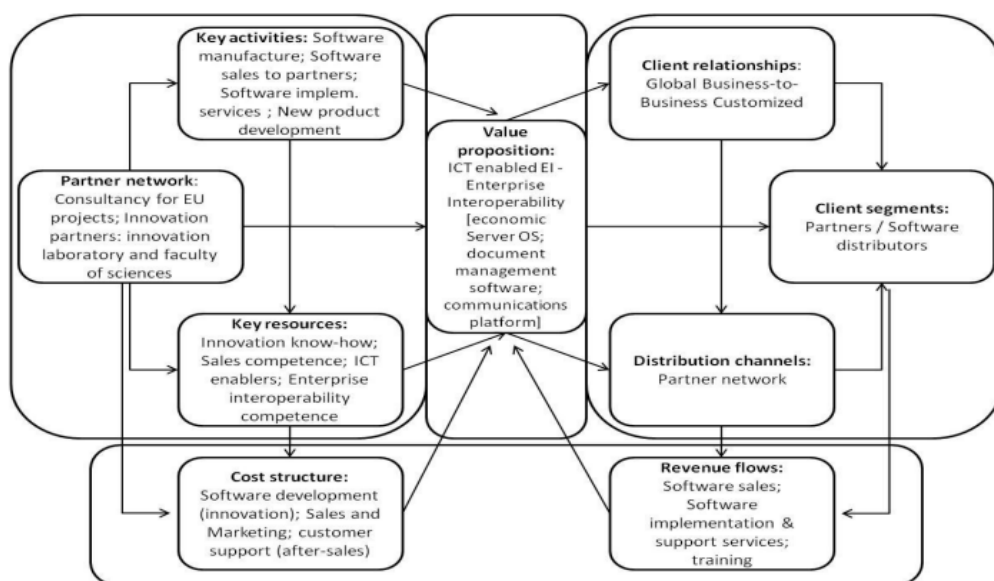 Key activities: Software
manufacture; Software
sales to partners;
Software implem.
services ; New product
development
Partner network:
Consultancy for EU
projects; Innovation
partners: innovation
laboratory and faculty
of sciences
Key resources:
Innovation know-how;
Sales competence; ICT
enablers; Enterprise
interoperability
competence
Value
proposition:
ICT enabled EI -
Enterprise
Interoperability
[economic
Server OS;
document
management
software;
communications
platform]
Client relationships:
Global Business-to-
Business Customized
Client segments:
Partners / Software
distributors
Distribution channels:
Partner network
Cost structure:
Software development
(innovation); Sales and
Marketing; customer
support (after-sales)
Revenue flows:
Software sales;
Software
implementation &
support services;
training